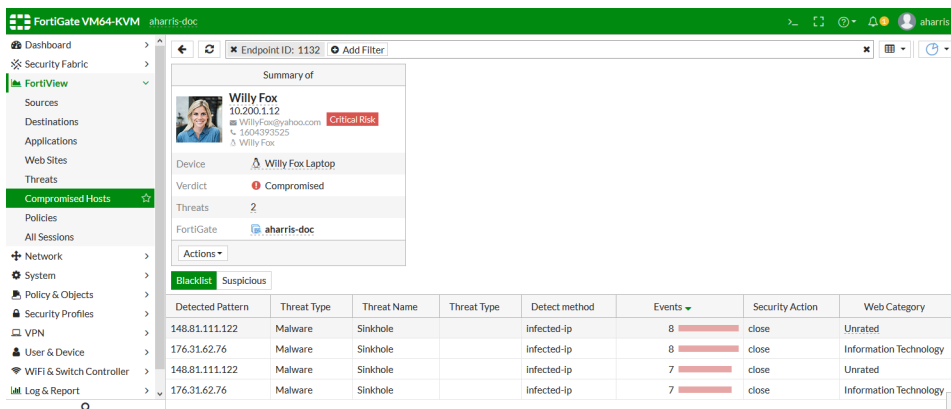 FortiGate VM64-KVM aharris-doc
>_ 1 aharris
Dashboard
Security Fabric
FortiView
Sources
Destinations
Applications
Web Sites
Threats
Compromised Hosts
Policies
All Sessions
Network
System
Policy & Objects
Security Profiles
VPN
User & Device
WiFi & Switch Controller
Log & Report
Endpoint ID: 1132 Add Filter
Summary of
Willy Fox
10.200.1.12
WillyFox@yahoo.com
1604393525
Willy Fox
Critical Risk
Device Willy Fox Laptop
Verdict Compromised
Threats 2
FortiGate aharris-doc
Actions
Blacklist Suspicious
Detected Pattern Threat Type Threat Name Threat Type Detect method Events Security Action Web Category
148.81.111.122 Malware Sinkhole infected-ip 8 close Unrated
176.31.62.76 Malware Sinkhole infected-ip 8 close Information Technology
148.81.111.122 Malware Sinkhole infected-ip 7 close Unrated
176.31.62.76 Malware Sinkhole infected-ip 7 close Information Technology